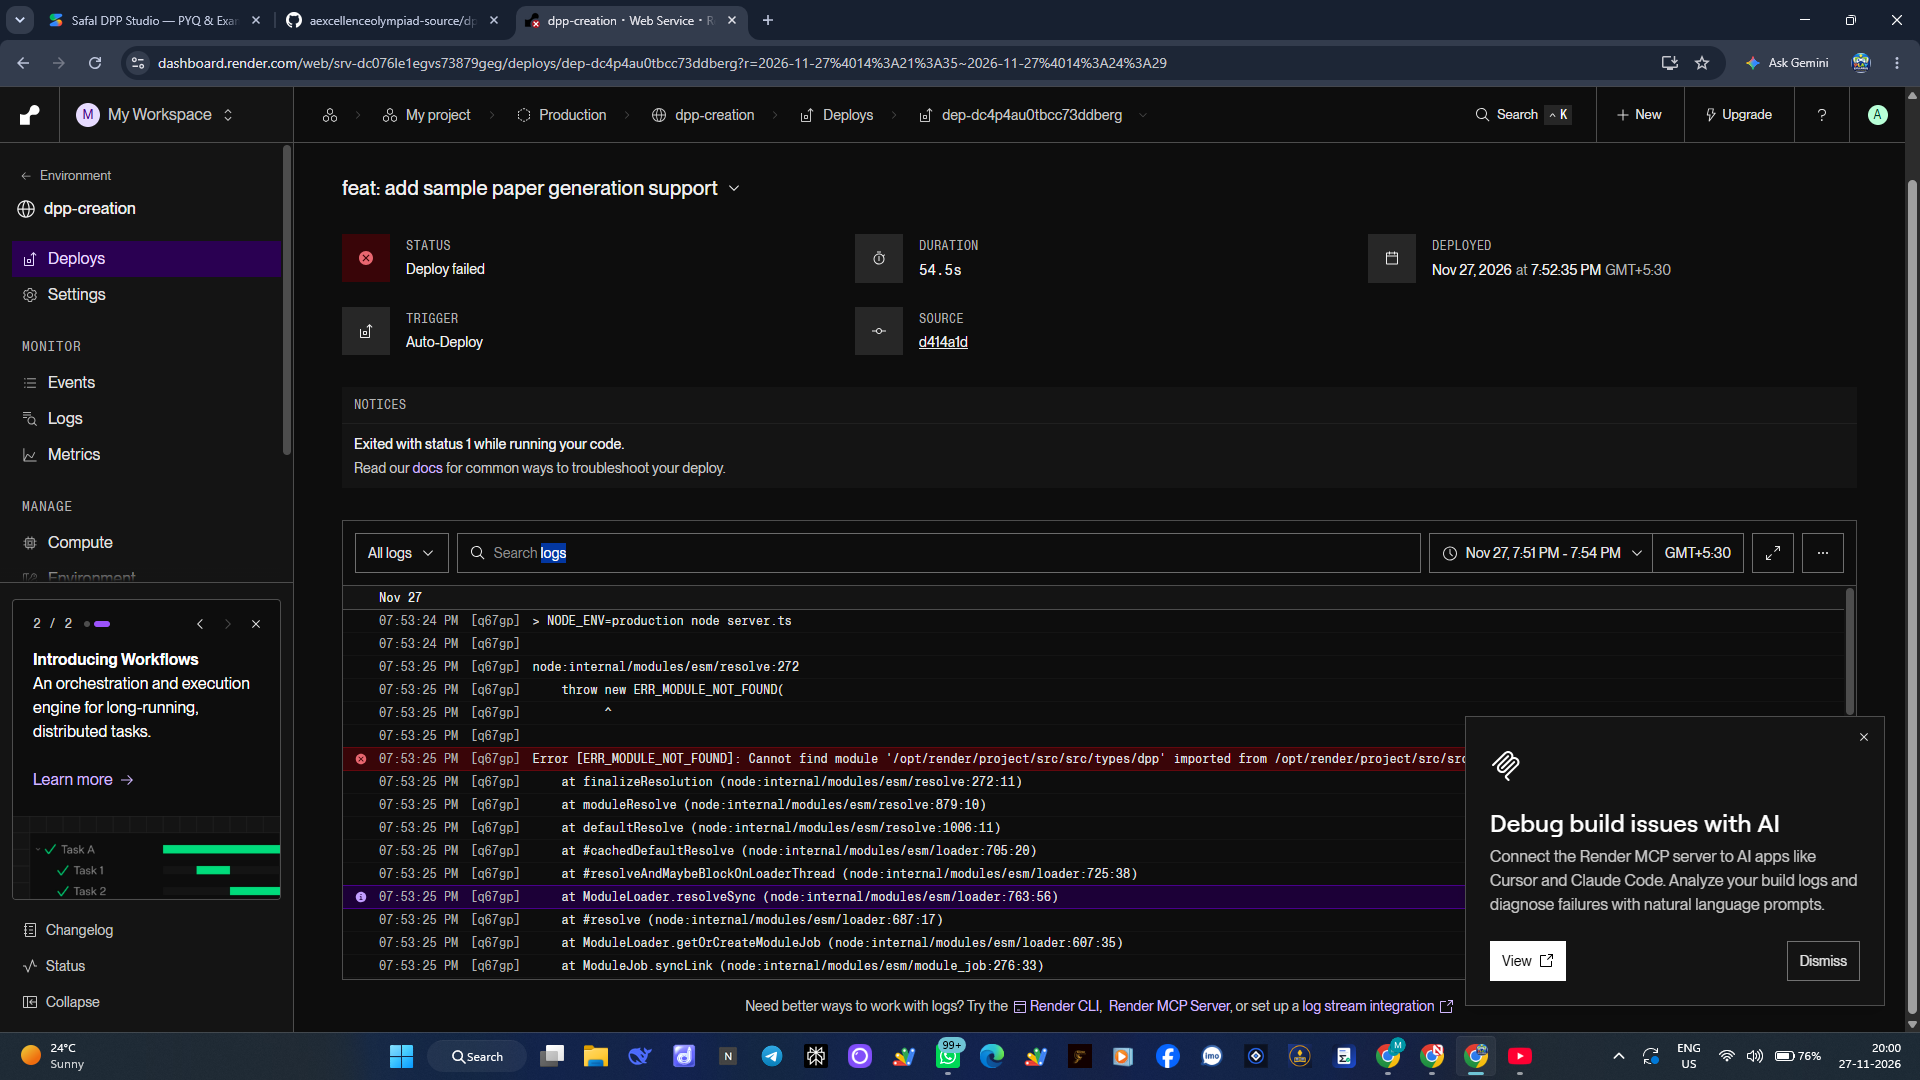 Safal DPP Studio — PYQ & Exar
aexcellenceolympiad-source/dp
dpp-creation · Web Service · R
dashboard.render.com/web/srv-dc076le1egvs73879geg/deploys/dep-dc4p4au0tbcc73ddberg?r=2026-11-27%4014%3A21%3A35~2026-11-27%4014%3A24%3A29
Ask Gemini
M My Workspace
My project
Production
dpp-creation
Deploys
dep-dc4p4au0tbcc73ddberg
Search ^ K
+ New
Upgrade
?
A
← Environment
dpp-creation
Deploys
Settings
MONITOR
Events
Logs
Metrics
MANAGE
Compute
Environment
2 / 2
Introducing Workflows
An orchestration and execution
engine for long-running,
distributed tasks.
Learn more →
Task A
Task 1
Task 2
Changelog
Status
Collapse
feat: add sample paper generation support
STATUS
Deploy failed
DURATION
54.5s
DEPLOYED
Nov 27, 2026 at 7:52:35 PM GMT+5:30
TRIGGER
Auto-Deploy
SOURCE
d414a1d
NOTICES
Exited with status 1 while running your code.
Read our docs for common ways to troubleshoot your deploy.
All logs
Search logs
Nov 27, 7:51 PM - 7:54 PM
GMT+5:30
...
Nov 27
07:53:24 PM [q67gp] > NODE_ENV=production node server.ts
07:53:24 PM [q67gp]
07:53:25 PM [q67gp] node:internal/modules/esm/resolve:272
07:53:25 PM [q67gp] throw new ERR_MODULE_NOT_FOUND(
07:53:25 PM [q67gp] ^
07:53:25 PM [q67gp]
07:53:25 PM [q67gp] Error [ERR_MODULE_NOT_FOUND]: Cannot find module '/opt/render/project/src/src/types/dpp' imported from /opt/render/project/src/src
07:53:25 PM [q67gp] at finalizeResolution (node:internal/modules/esm/resolve:272:11)
07:53:25 PM [q67gp] at moduleResolve (node:internal/modules/esm/resolve:879:10)
07:53:25 PM [q67gp] at defaultResolve (node:internal/modules/esm/resolve:1006:11)
07:53:25 PM [q67gp] at #cachedDefaultResolve (node:internal/modules/esm/loader:705:20)
07:53:25 PM [q67gp] at #resolveAndMaybeBlockOnLoaderThread (node:internal/modules/esm/loader:725:38)
07:53:25 PM [q67gp] at ModuleLoader.resolveSync (node:internal/modules/esm/loader:763:56)
07:53:25 PM [q67gp] at #resolve (node:internal/modules/esm/loader:687:17)
07:53:25 PM [q67gp] at ModuleLoader.getOrCreateModuleJob (node:internal/modules/esm/loader:607:35)
07:53:25 PM [q67gp] at ModuleJob.syncLink (node:internal/modules/esm/module_job:276:33)
Need better ways to work with logs? Try the Render CLI, Render MCP Server, or set up a log stream integration
Debug build issues with AI
Connect the Render MCP server to AI apps like
Cursor and Claude Code. Analyze your build logs and
diagnose failures with natural language prompts.
View
Dismiss
24°C
Sunny
Search
99+
imo
M
ENG
US
76%
20:00
27-11-2026